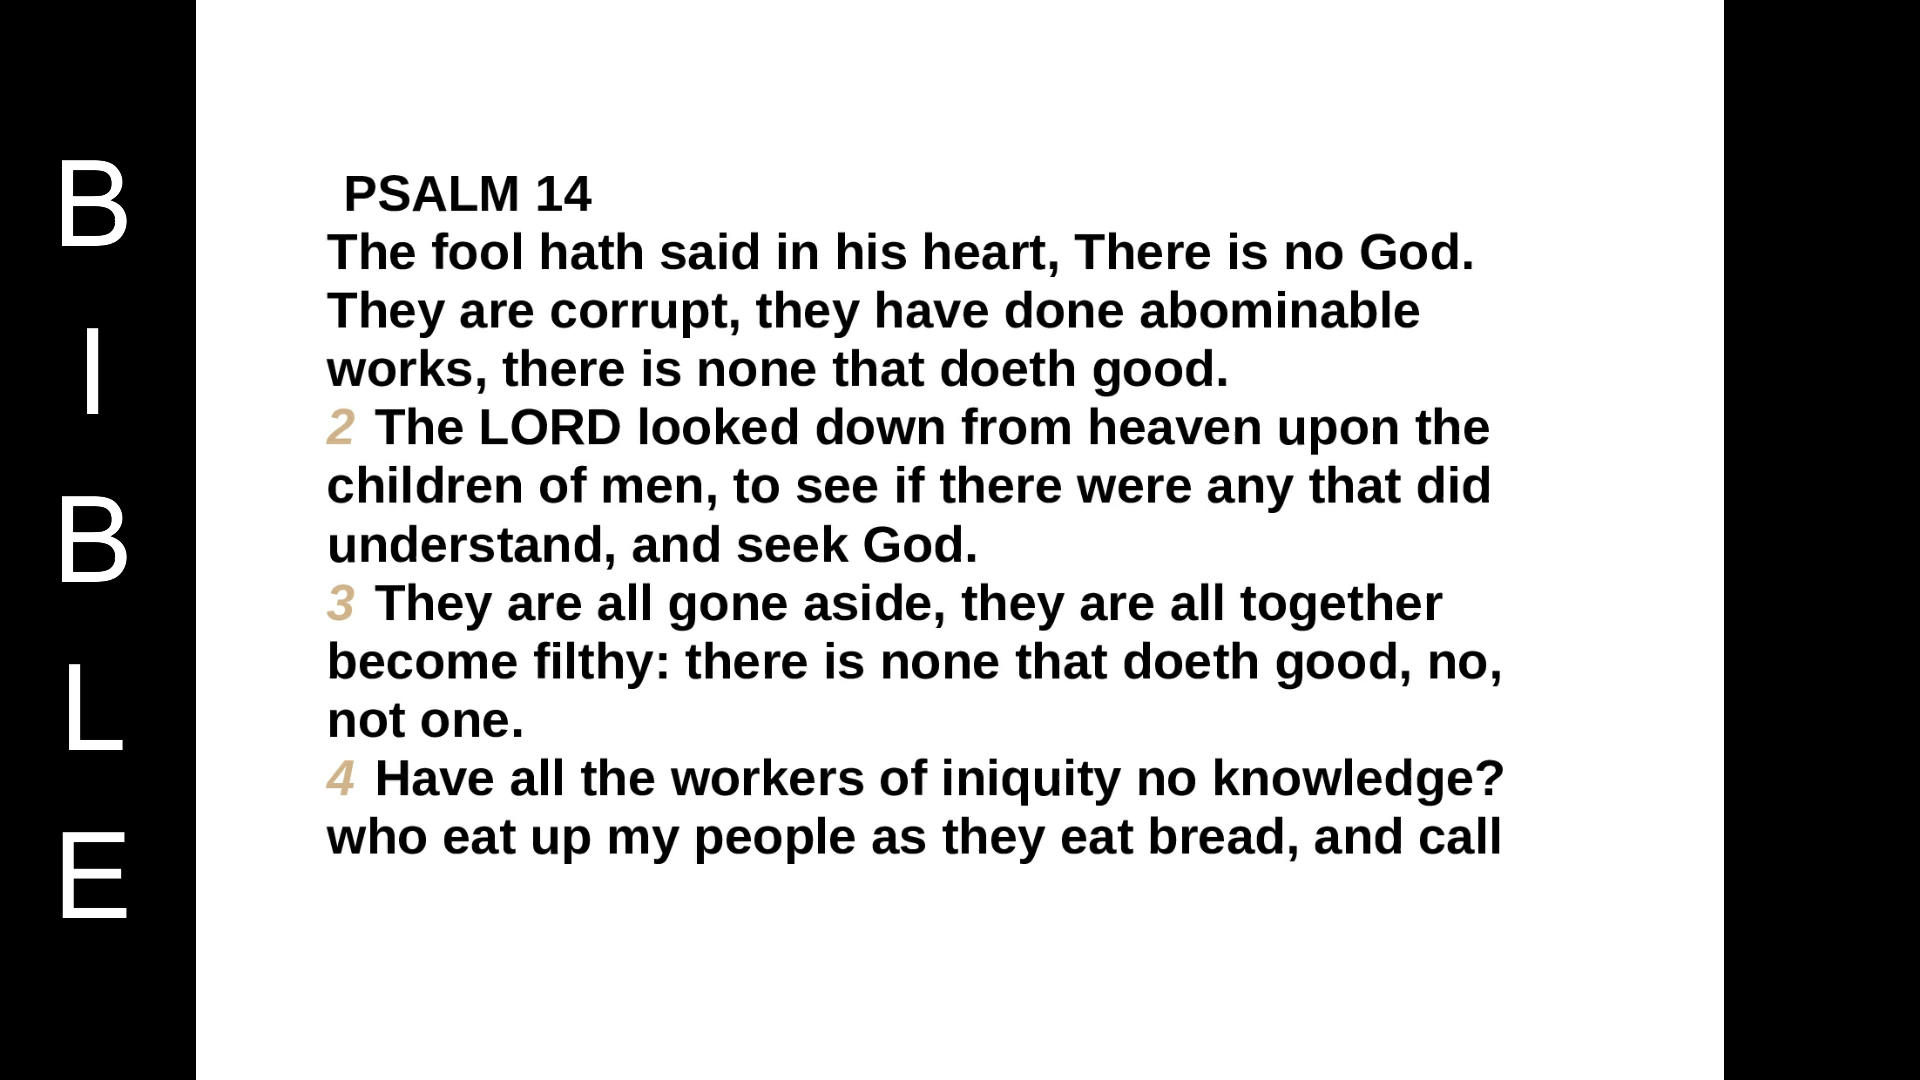 B
I
B
L
E
PSALM 14
The fool hath said in his heart, There is no God.
They are corrupt, they have done abominable
works, there is none that doeth good.
2 The LORD looked down from heaven upon the
children of men, to see if there were any that did
understand, and seek God.
3 They are all gone aside, they are all together
become filthy: there is none that doeth good, no,
not one.
4 Have all the workers of iniquity no knowledge?
who eat up my people as they eat bread, and call